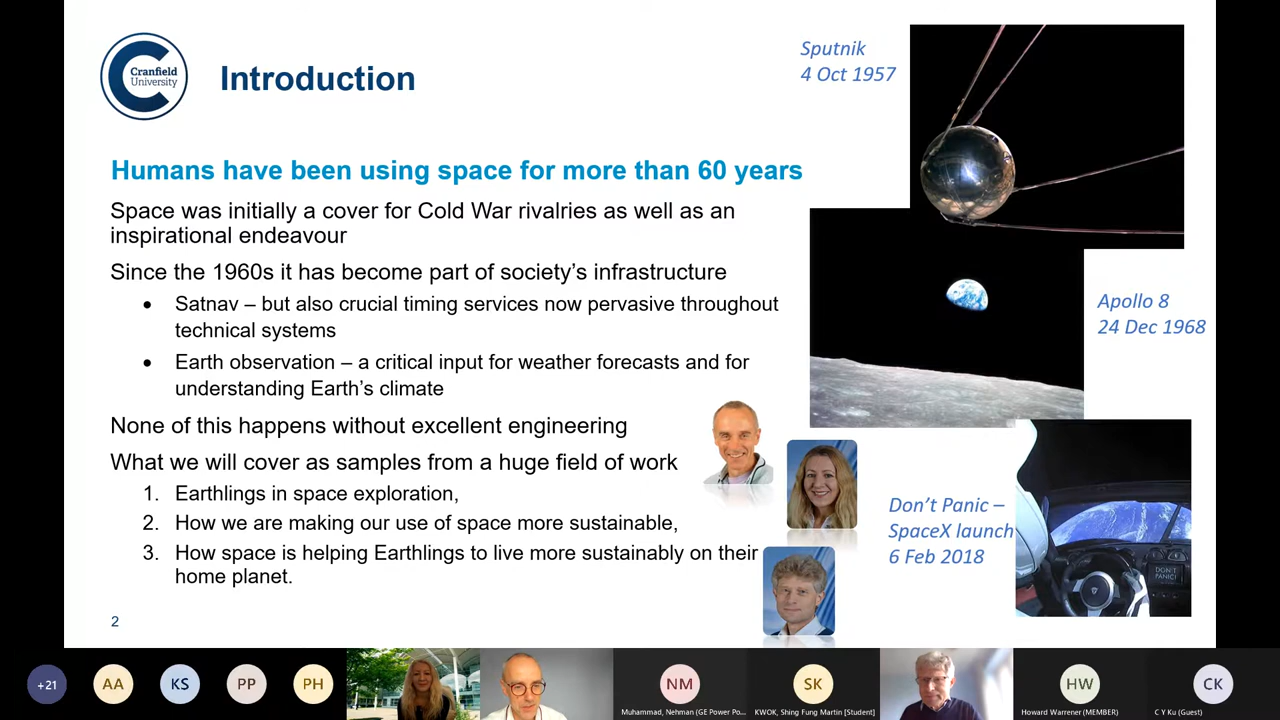 Cranfield
University
Introduction
Sputnik
4 Oct 1957
Humans have been using space for more than 60 years
Space was initially a cover for Cold War rivalries as well as an
inspirational endeavour
Since the 1960s it has become part of society’s infrastructure
• Satnav – but also crucial timing services now pervasive throughout
technical systems
• Earth observation – a critical input for weather forecasts and for
understanding Earth’s climate
Apollo 8
24 Dec 1968
None of this happens without excellent engineering
What we will cover as samples from a huge field of work
1. Earthlings in space exploration,
2. How we are making our use of space more sustainable,
3. How space is helping Earthlings to live more sustainably on their
home planet.
Don’t Panic –
SpaceX launch
6 Feb 2018
DON'T
PANIC!
2
+21
AA
KS
PP
PH
NM
Muhammad, Nehman (GE Power Po...
SK
KWOK, Shing Fung Martin [Student]
HW
Howard Warrener (MEMBER)
CK
C Y Ku (Guest)